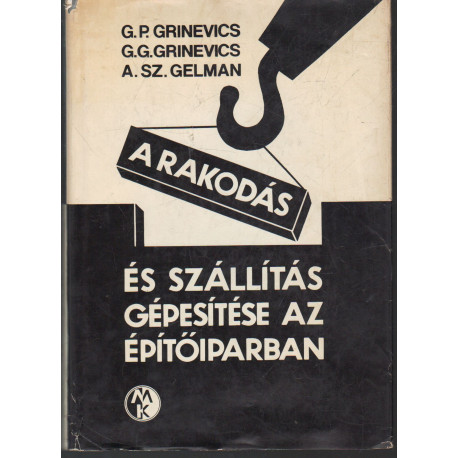 G.P. GRINEVICS
G.G.GRINEVICS
A. SZ. GELMAN
A RAKODÁS
ÉS SZÁLLÍTÁS
GÉPESÍTÉSE AZ
ÉPÍTŐIPARBAN
MK